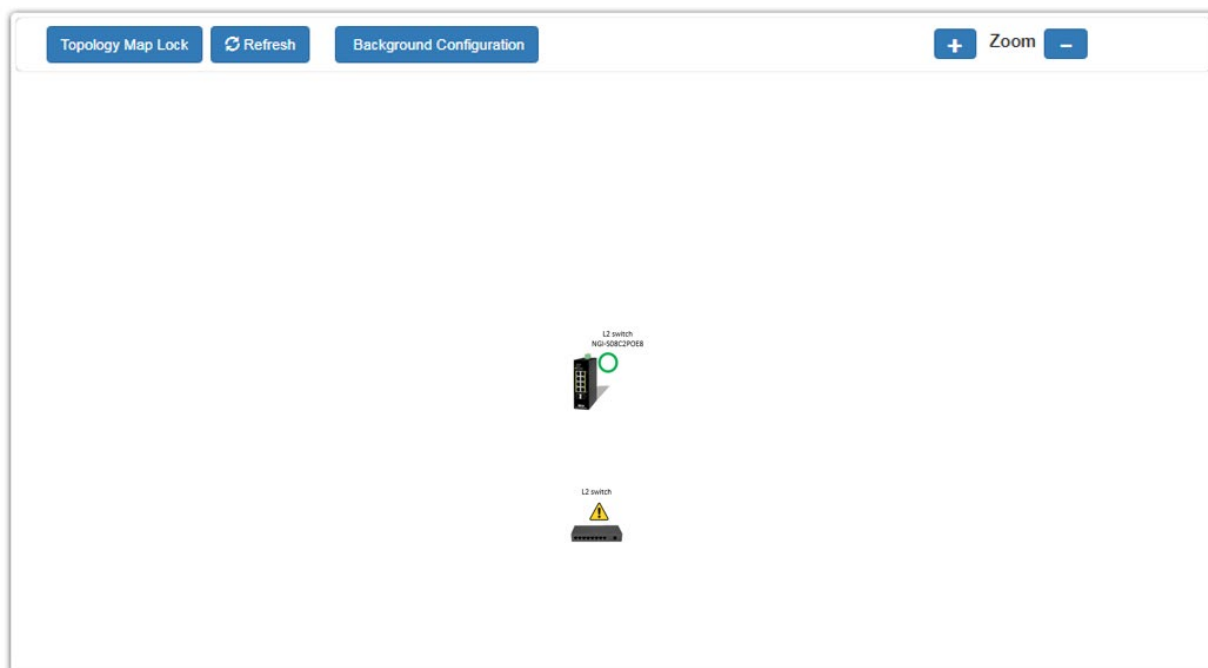 Topology Map Lock
Refresh
Background Configuration
+ Zoom −
L2 switch
NGI-S08C2POE8
L2 switch